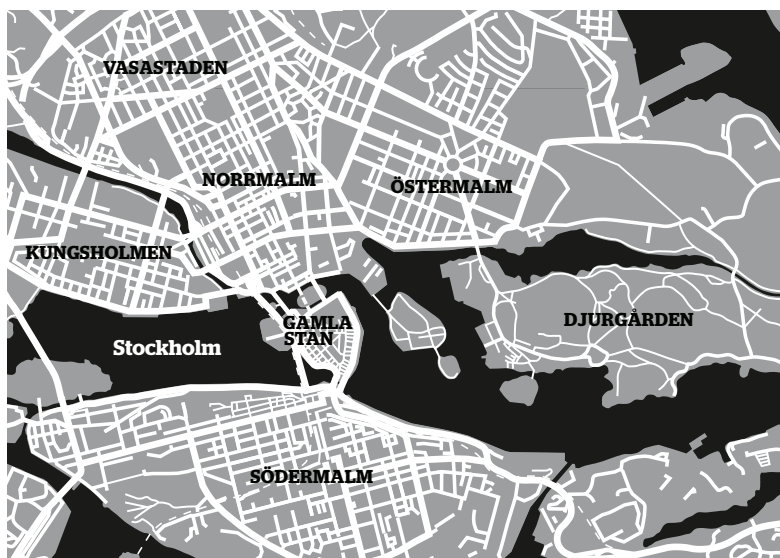 VASASTADEN
NORRMALM
ÖSTERMALM
KUNGSHOLMEN
GAMLA
STAN
DJURGÅRDEN
Stockholm
SÖDERMALM